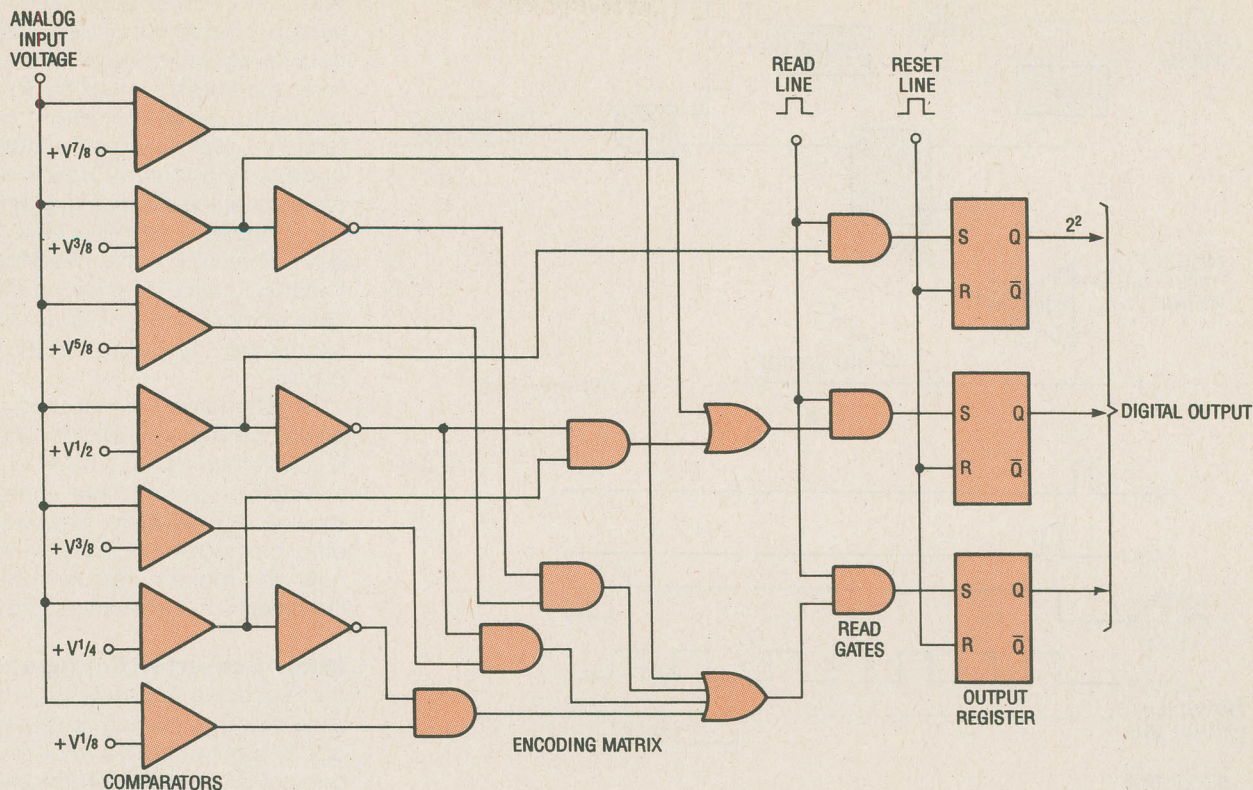 ANALOG
INPUT
VOLTAGE
READ
LINE
RESET
LINE
+V7/8
+V3/8
+V5/8
+V1/2
+V3/8
+V1/4
+V1/8
S Q
R Q̅
2²
S Q
R Q̅
S Q
R Q̅
DIGITAL OUTPUT
READ
GATES
OUTPUT
REGISTER
ENCODING MATRIX
COMPARATORS